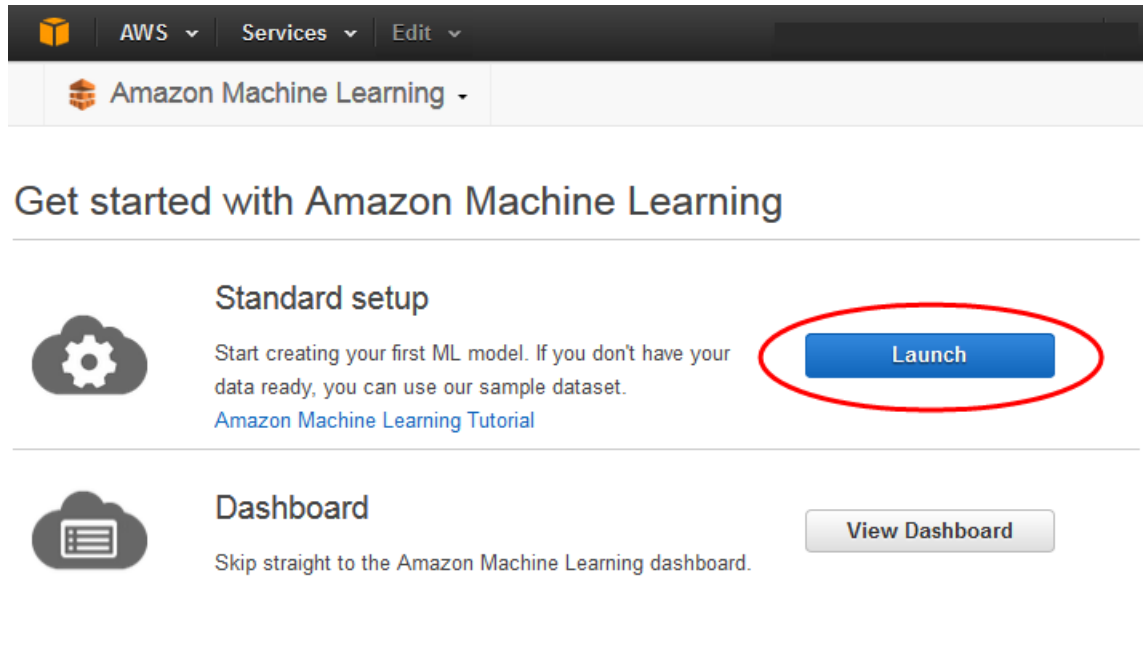 AWS Services Edit
Amazon Machine Learning
Get started with Amazon Machine Learning
Standard setup
Start creating your first ML model. If you don't have your
data ready, you can use our sample dataset.
Amazon Machine Learning Tutorial
Launch
Dashboard
Skip straight to the Amazon Machine Learning dashboard.
View Dashboard